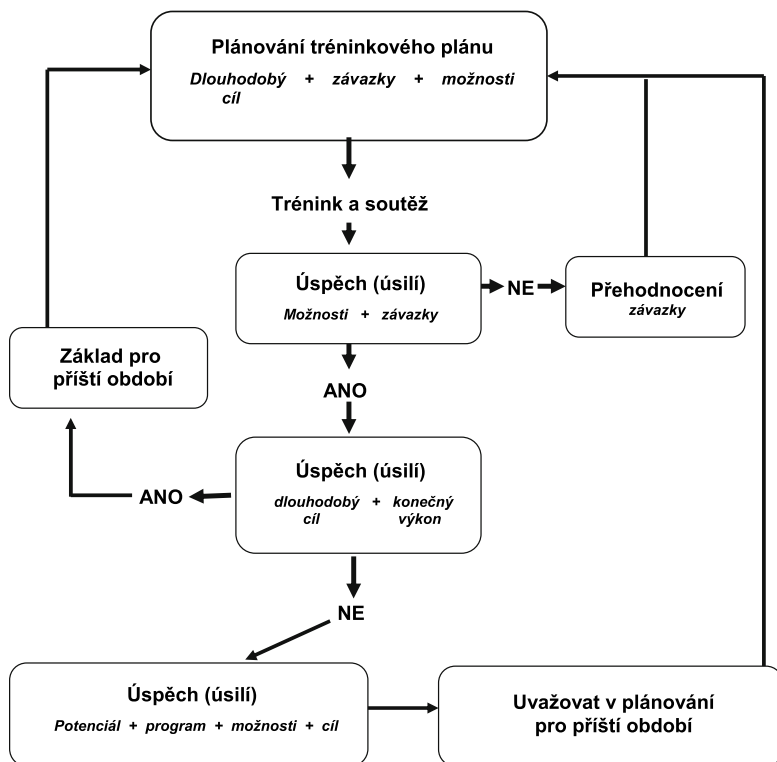 Plánování tréninkového plánu
Dlouhodobý + závazky + možnosti
cíl
Trénink a soutěž
Úspěch (úsilí)
Možnosti + závazky
NE
Přehodnocení
závazky
Základ pro
příští období
ANO
Úspěch (úsilí)
dlouhodobý + konečný
cíl výkon
ANO
NE
Úspěch (úsilí)
Potenciál + program + možnosti + cíl
Uvažovat v plánování
pro příští období